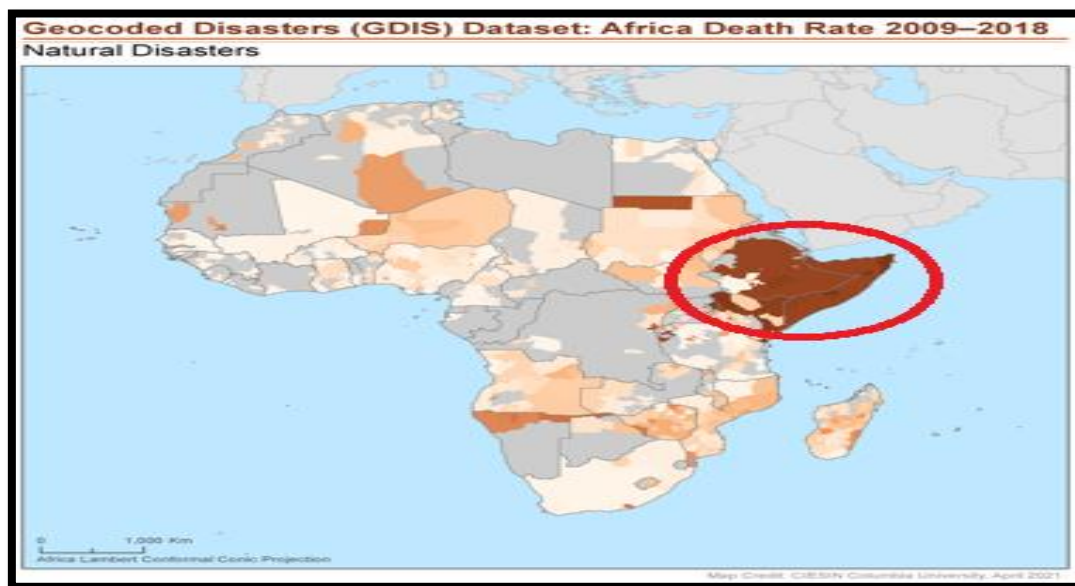 Geocoded Disasters (GDIS) Dataset: Africa Death Rate 2009–2018
Natural Disasters
0 1,000 Km
Africa Lambert Conformal Conic Projection
Map Credit: CIESIN Columbia University, April 2021